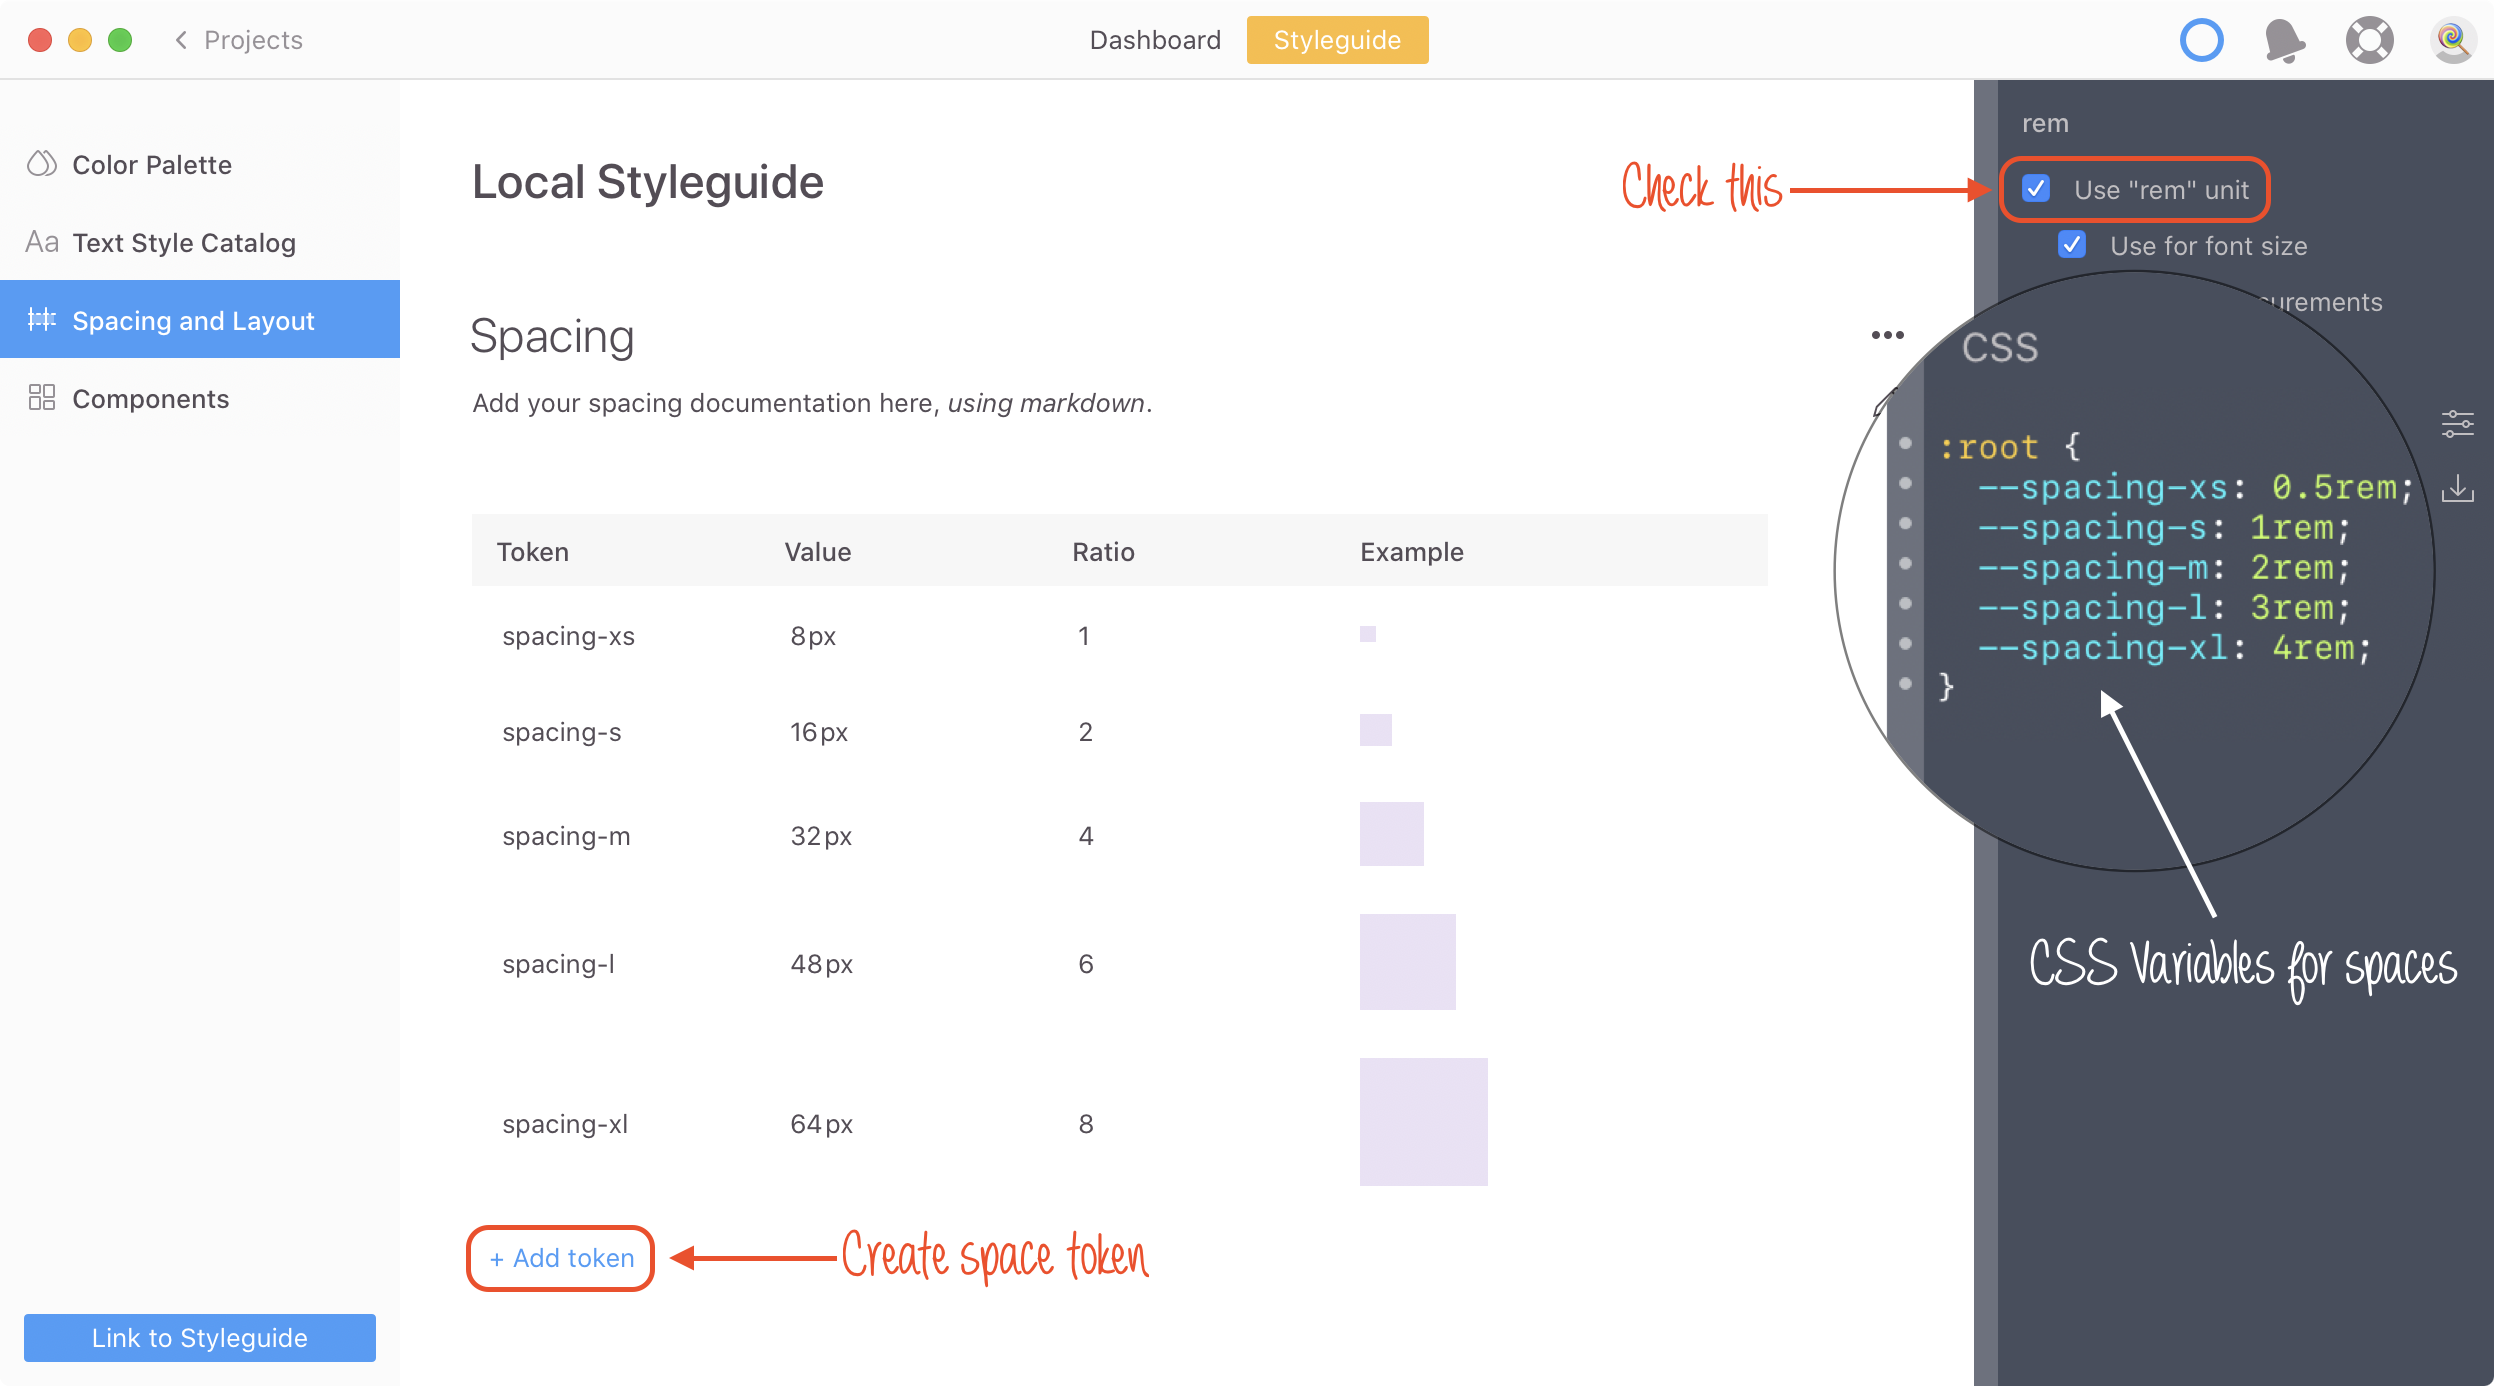 Projects
Dashboard
Styleguide
Color Palette
Aa Text Style Catalog
Spacing and Layout
Components
Link to Styleguide
Local Styleguide
Spacing
Add your spacing documentation here, using markdown.
Token Value Ratio Example
spacing-xs 8px 1
spacing-s 16px 2
spacing-m 32px 4
spacing-l 48px 6
spacing-xl 64px 8
+ Add token
Create space token
Check this
rem
Use "rem" unit
Use for font size
CSS
:root {
--spacing-xs: 0.5rem;
--spacing-s: 1rem;
--spacing-m: 2rem;
--spacing-l: 3rem;
--spacing-xl: 4rem;
}
CSS Variables for spaces